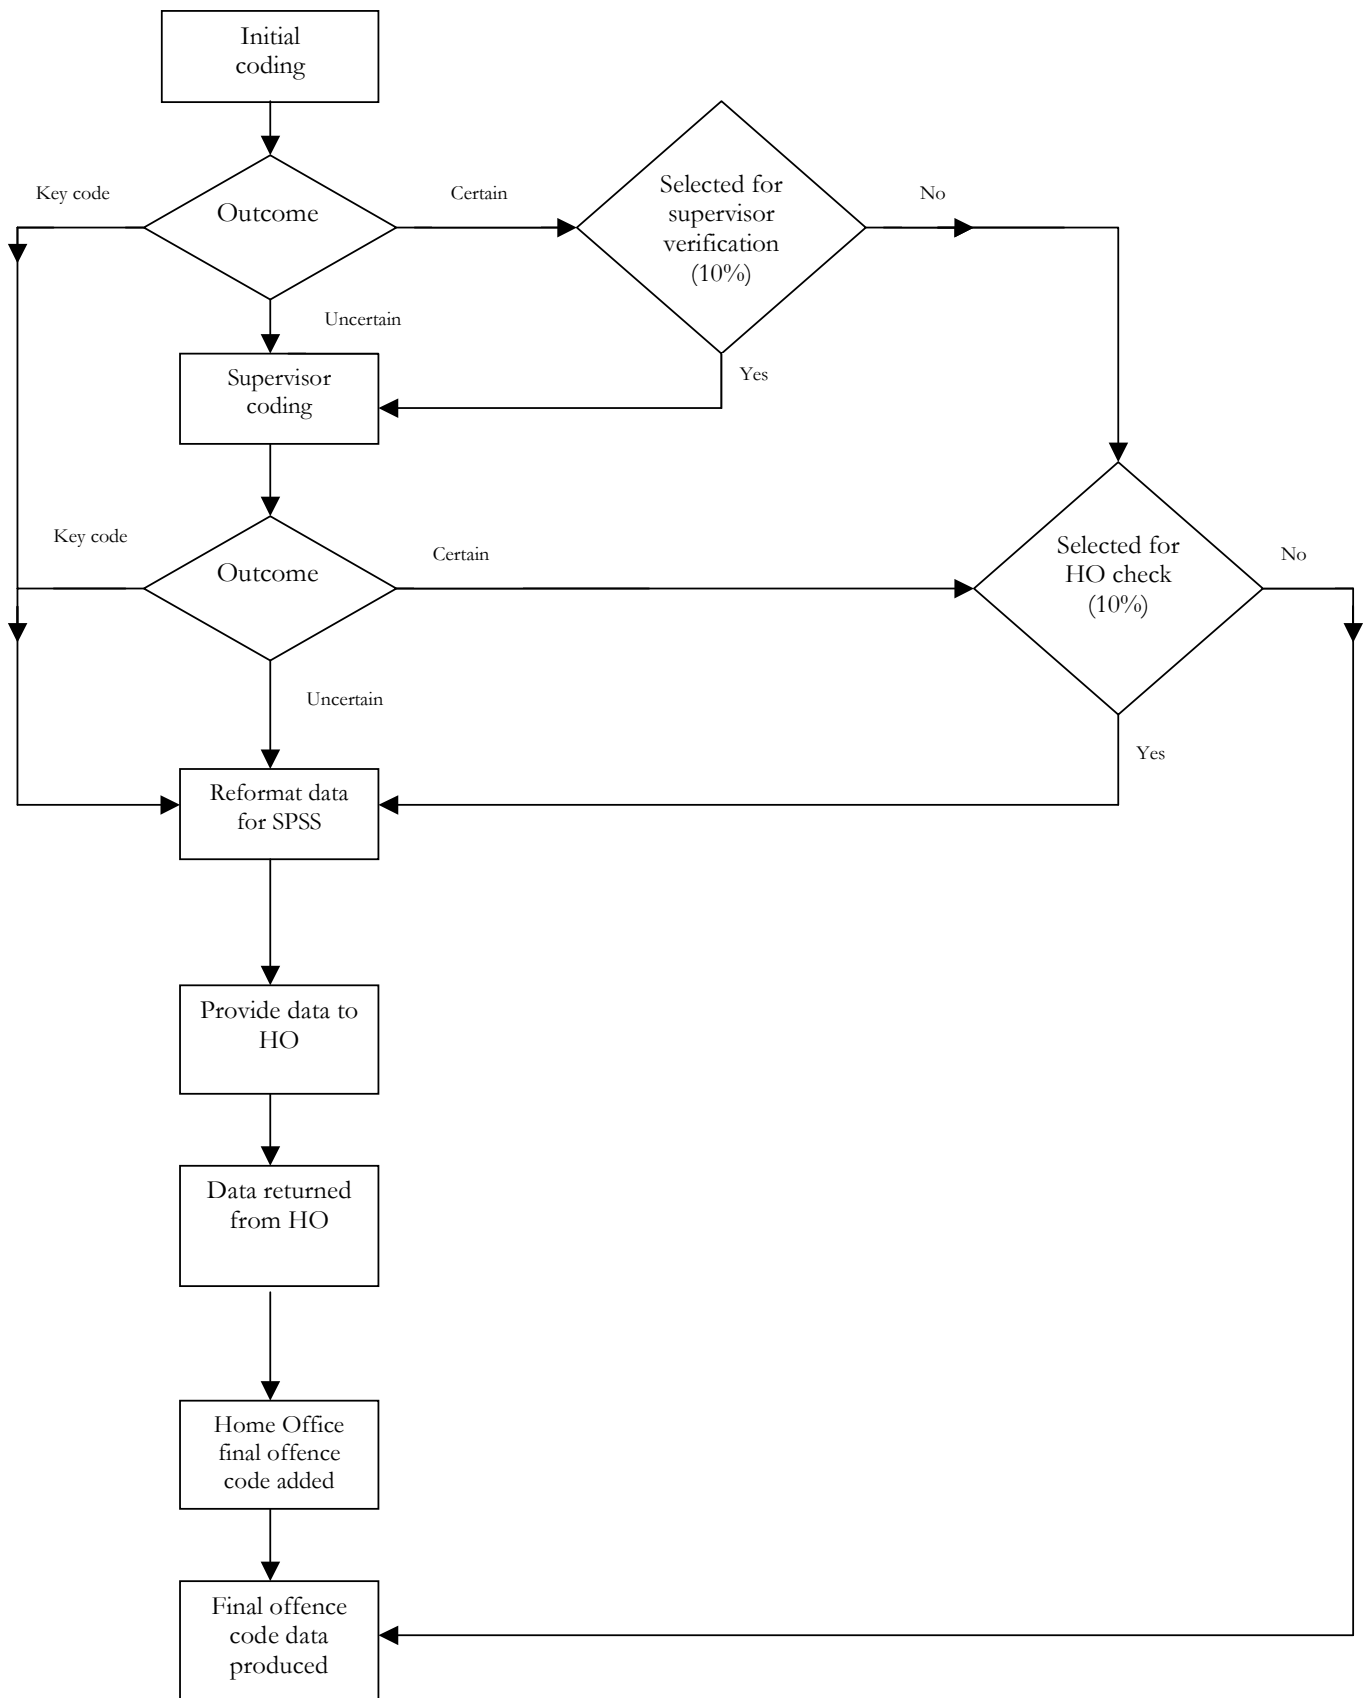 Initial
coding
Key code
Outcome
Certain
Selected for
supervisor
verification
(10%)
No
Uncertain
Supervisor
coding
Yes
Key code
Outcome
Certain
Selected for
HO check
(10%)
No
Uncertain
Yes
Reformat data
for SPSS
Provide data to
HO
Data returned
from HO
Home Office
final offence
code added
Final offence
code data
produced